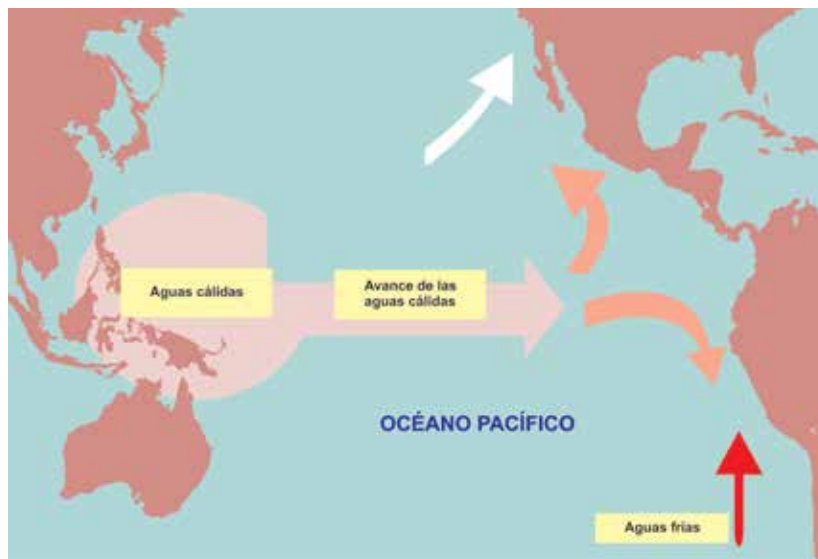 Aguas cálidas
Avance de las
aguas cálidas
OCÉANO PACÍFICO
Aguas frías